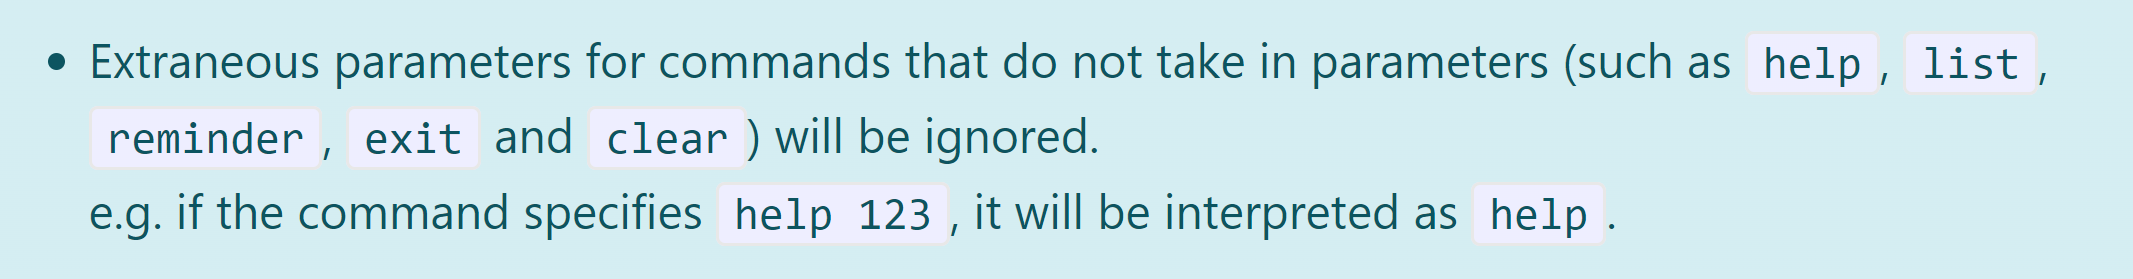 • Extraneous parameters for commands that do not take in parameters (such as help, list,
reminder, exit and clear) will be ignored.
e.g. if the command specifies help 123, it will be interpreted as help.